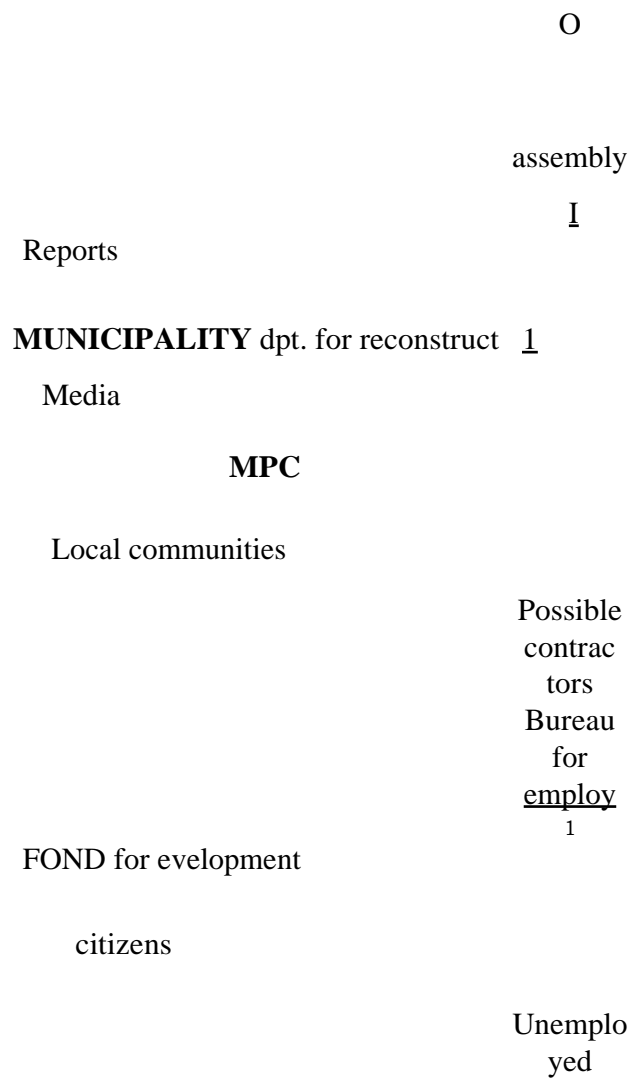 O
assembly
I
Reports
MUNICIPALITY dpt. for reconstruct 1
Media
MPC
Local communities
Possible
contrac
tors
Bureau
for
employ
1
FOND for evelopment
citizens
Unemplo
yed